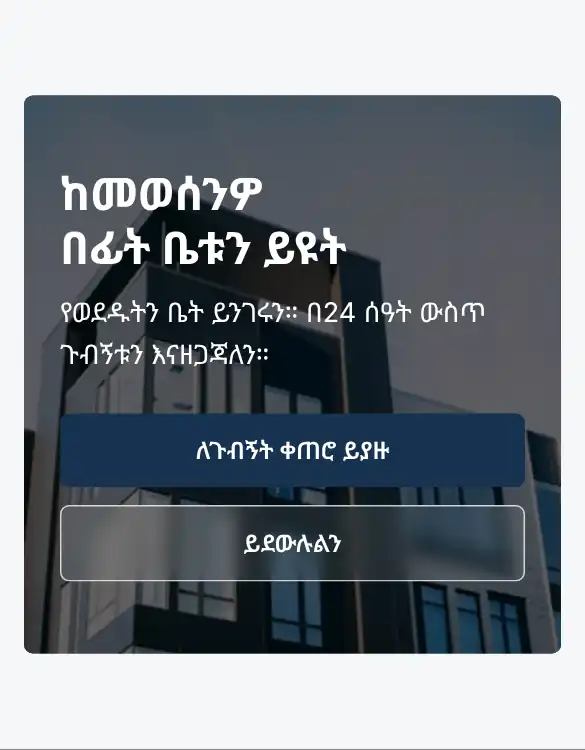 ከመወሰንዎ
በፊት ቤቱን ይዩት
የወደዱትን ቤት ይንገሩን። በ24 ሰዓት ውስጥ
ጉብኝቱን እናዘጋጃለን።
ለጉብኝት ቀጠሮ ይያዙ
ይደውሉልን